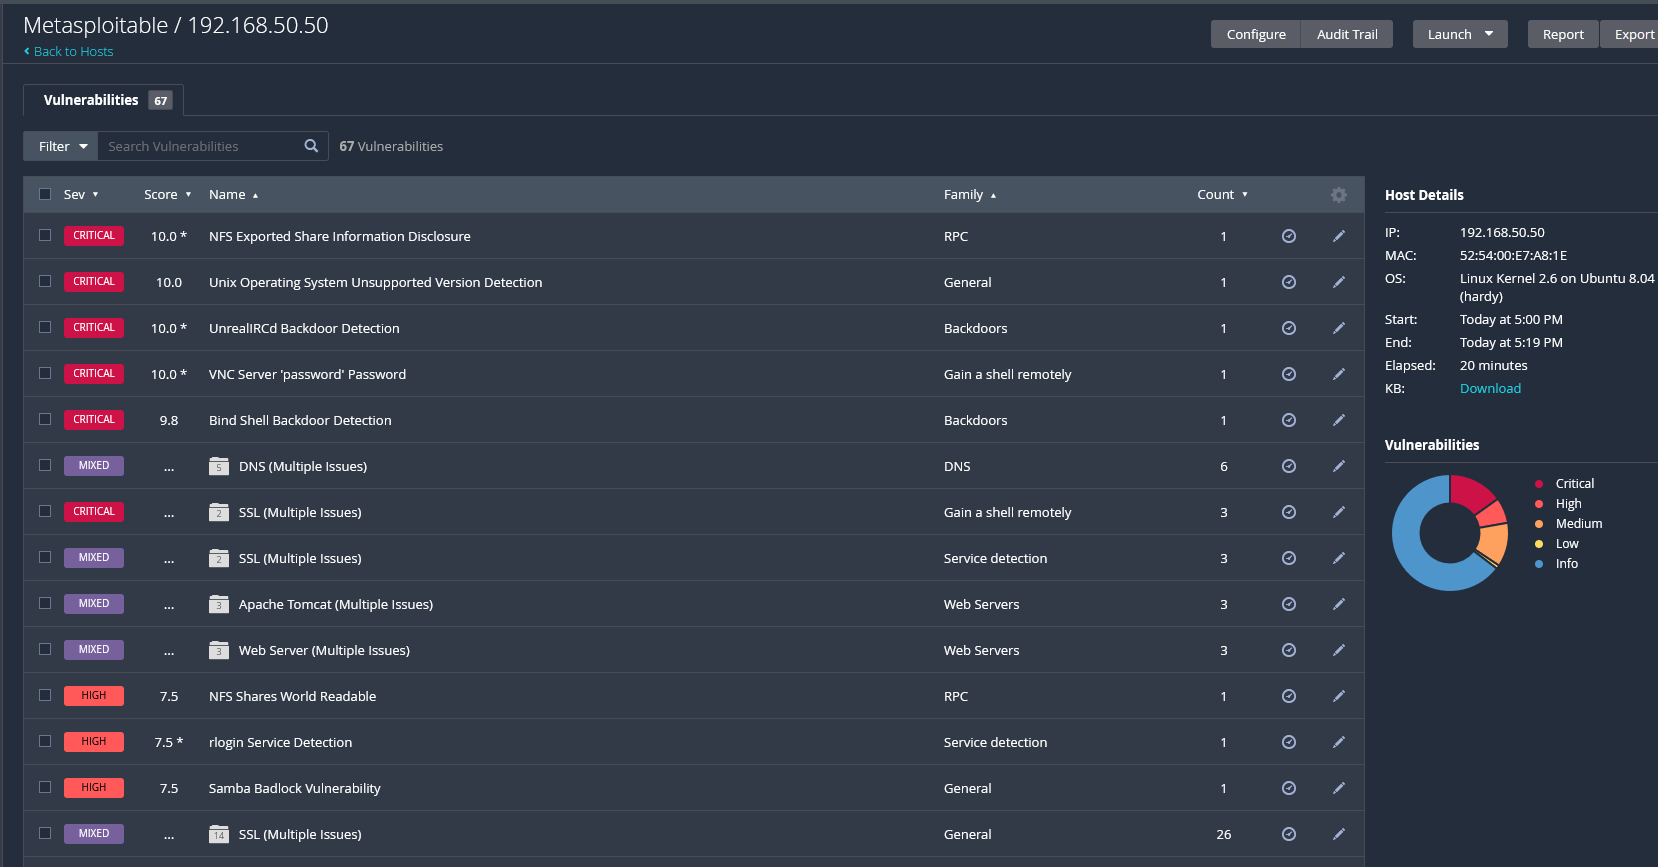 Metasploitable / 192.168.50.50
Back to Hosts
Configure Audit Trail Launch Report Export
Vulnerabilities 67
Filter Search Vulnerabilities 67 Vulnerabilities
Sev Score Name Family Count
CRITICAL 10.0 * NFS Exported Share Information Disclosure RPC 1
CRITICAL 10.0 Unix Operating System Unsupported Version Detection General 1
CRITICAL 10.0 * UnrealIRCd Backdoor Detection Backdoors 1
CRITICAL 10.0 * VNC Server 'password' Password Gain a shell remotely 1
CRITICAL 9.8 Bind Shell Backdoor Detection Backdoors 1
MIXED ... 5 DNS (Multiple Issues) DNS 6
CRITICAL ... 2 SSL (Multiple Issues) Gain a shell remotely 3
MIXED ... 2 SSL (Multiple Issues) Service detection 3
MIXED ... 3 Apache Tomcat (Multiple Issues) Web Servers 3
MIXED ... 3 Web Server (Multiple Issues) Web Servers 3
HIGH 7.5 NFS Shares World Readable RPC 1
HIGH 7.5 * rlogin Service Detection Service detection 1
HIGH 7.5 Samba Badlock Vulnerability General 1
MIXED ... 14 SSL (Multiple Issues) General 26
Host Details
IP: 192.168.50.50
MAC: 52:54:00:E7:A8:1E
OS: Linux Kernel 2.6 on Ubuntu 8.04
(hardy)
Start: Today at 5:00 PM
End: Today at 5:19 PM
Elapsed: 20 minutes
KB: Download
Vulnerabilities
Critical
High
Medium
Low
Info